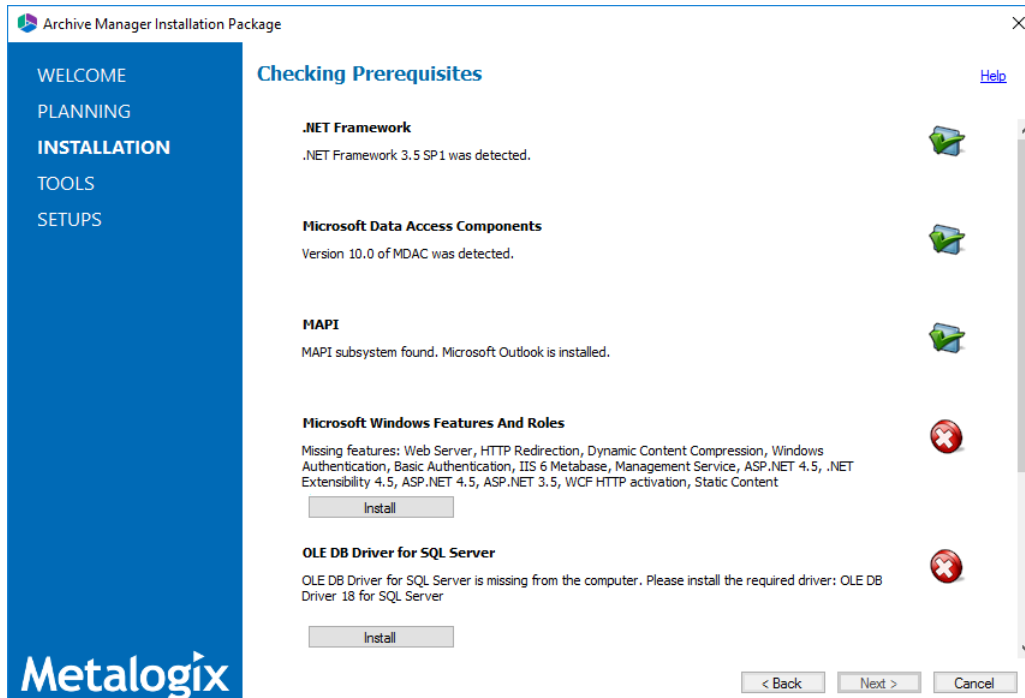 Archive Manager Installation Package
WELCOME
PLANNING
INSTALLATION
TOOLS
SETUPS
Metalogix
Checking Prerequisites
Help
.NET Framework
.NET Framework 3.5 SP1 was detected.
Microsoft Data Access Components
Version 10.0 of MDAC was detected.
MAPI
MAPI subsystem found. Microsoft Outlook is installed.
Microsoft Windows Features And Roles
Missing features: Web Server, HTTP Redirection, Dynamic Content Compression, Windows
Authentication, Basic Authentication, IIS 6 Metabase, Management Service, ASP.NET 4.5, .NET
Extensibility 4.5, ASP.NET 4.5, ASP.NET 3.5, WCF HTTP activation, Static Content
Install
OLE DB Driver for SQL Server
OLE DB Driver for SQL Server is missing from the computer. Please install the required driver: OLE DB
Driver 18 for SQL Server
Install
< Back
Next >
Cancel